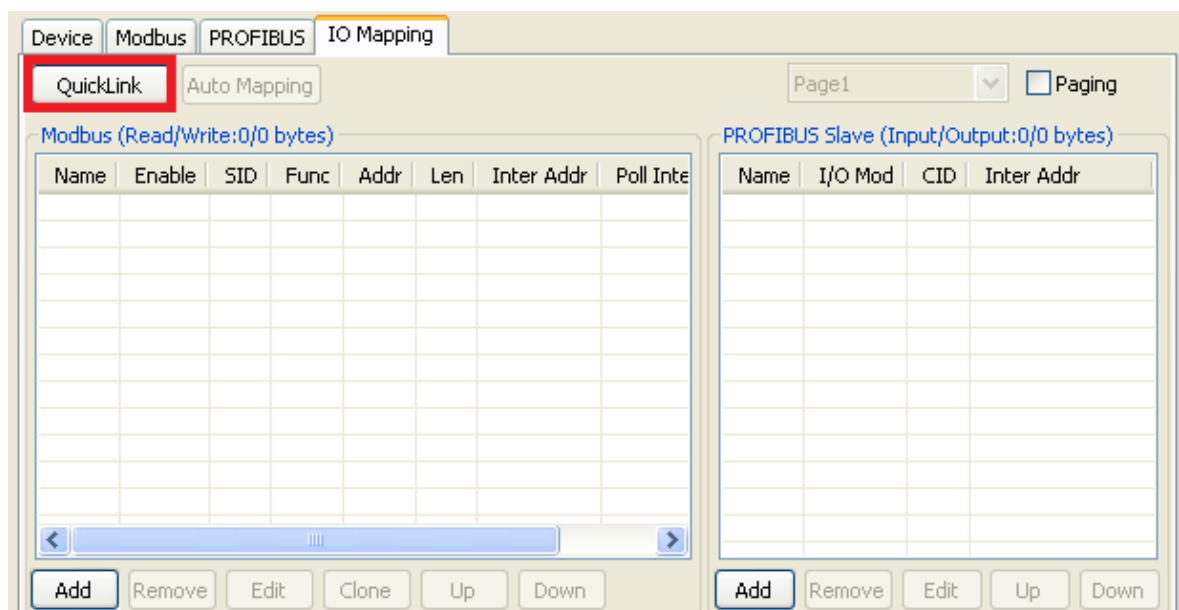 Device Modbus PROFIBUS IO Mapping
QuickLink Auto Mapping Page1 Paging
Modbus (Read/Write:0/0 bytes) PROFIBUS Slave (Input/Output:0/0 bytes)
Name Enable SID Func Addr Len Inter Addr Poll Inte Name I/O Mod CID Inter Addr
Add Remove Edit Clone Up Down Add Remove Edit Up Down